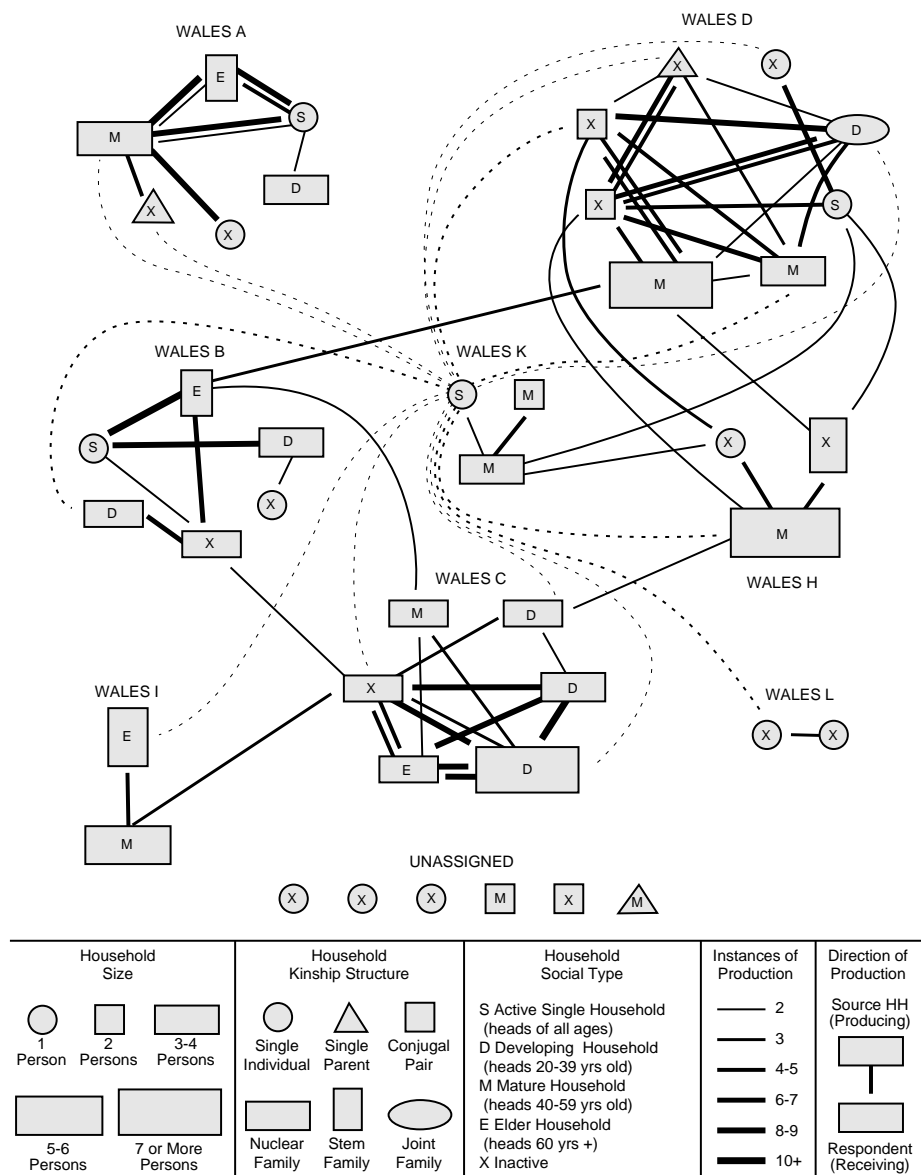 WALES A
E
M
S
D
X
X
WALES D
X
X
X
D
X
S
M
M
WALES B
E
S
D
X
D
X
WALES K
S
M
M
X
X
M
WALES H
WALES C
M
D
X
D
E
D
WALES I
E
M
WALES L
X
X
UNASSIGNED
X
X
X
M
X
M
Household
Size
1
Person
2
Persons
3-4
Persons
5-6
Persons
7 or More
Persons
Household
Kinship Structure
Single
Individual
Single
Parent
Conjugal
Pair
Nuclear
Family
Stem
Family
Joint
Family
Household
Social Type
S Active Single Household
(heads of all ages)
D Developing Household
(heads 20-39 yrs old)
M Mature Household
(heads 40-59 yrs old)
E Elder Household
(heads 60 yrs +)
X Inactive
Instances of
Production
2
3
4-5
6-7
8-9
10+
Direction of
Production
Source HH
(Producing)
Respondent
(Receiving)